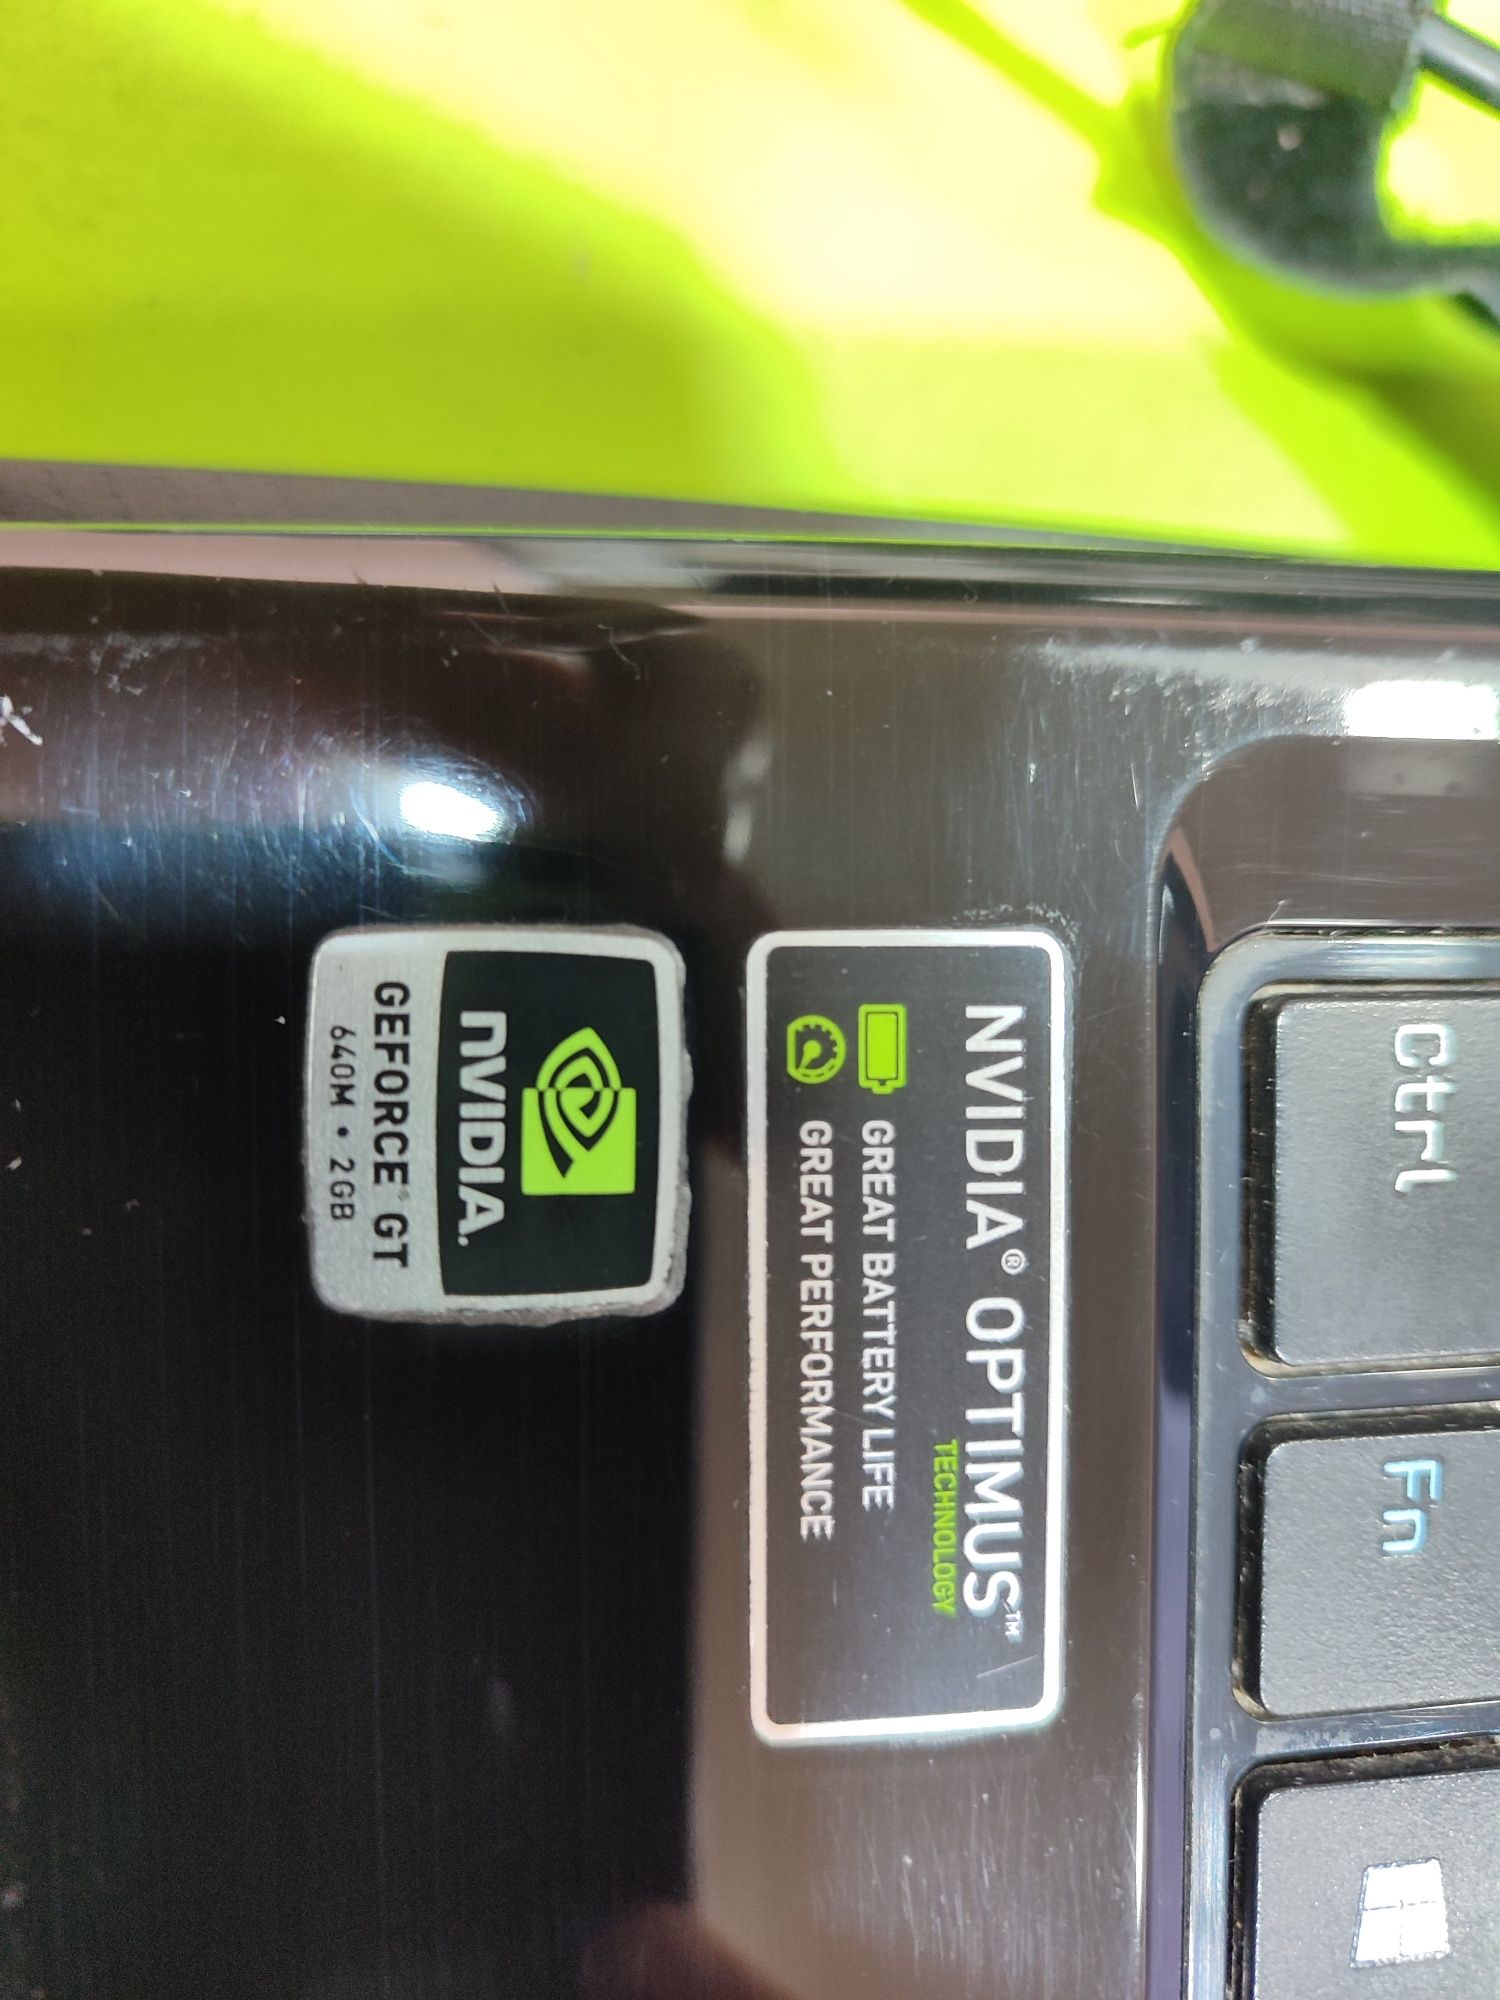 NVIDIA® OPTIMUS™
TECHNOLOGY
GREAT BATTERY LIFE
GREAT PERFORMANCE
nVIDIA.
GEFORCE® GT
640M • 2GB
Ctrl
Fn